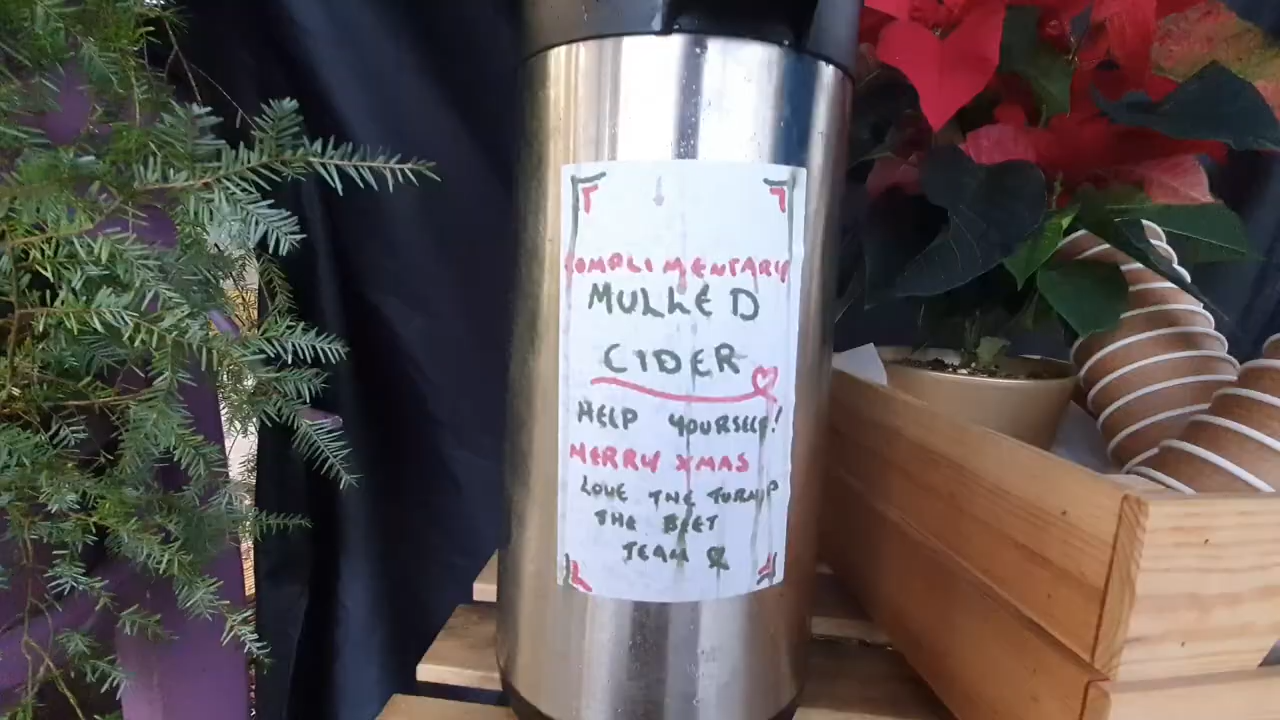 COMPLIMENTARY
MULLED
CIDER
HELP YOURSELF!
MERRY XMAS
LOVE THE TURNIP
THE BEET
TEAM